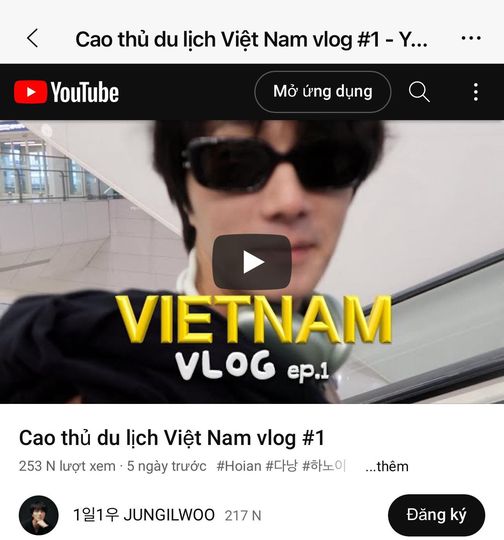 Cao thủ du lịch Việt Nam vlog #1 - Y...
YouTube
Mở ứng dụng
VIETNAM
VLOG ep.1
Cao thủ du lịch Việt Nam vlog #1
253 N lượt xem · 5 ngày trước #Hoian #다낭 #하노이 ...thêm
1일1우 JUNGILWOO 217 N
Đăng ký